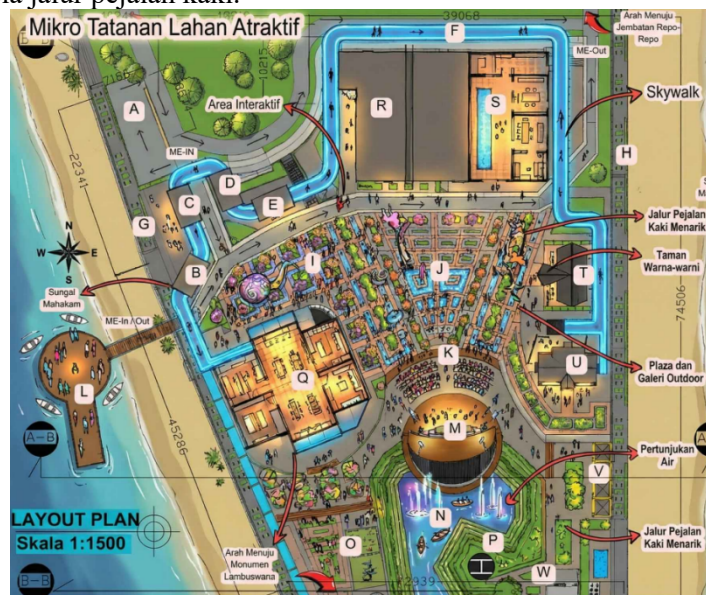 Mikro Tatanan Lahan Atraktif
39068
F
Arah Menuju
Jembatan Repo-
Repo
ME-Out
10215
7186
A
Area Interaktif
R
S
Skywalk
ME-IN
H
22341
D
C
E
G
Jalur Pejalan
Kaki Menarik
N
W
E
S
B
I
J
T
Taman
Warna-warni
Sungai
Mahakam
74506
ME-In / Out
K
Plaza dan
Galeri Outdoor
L
Q
U
M
A-B
45286
Pertunjukan
Air
V
N
LAYOUT PLAN
Skala 1:1500
O
P
Jalur Pejalan
Kaki Menarik
Arah Menuju
Monumen
Lambuswana
W
B-B
72939